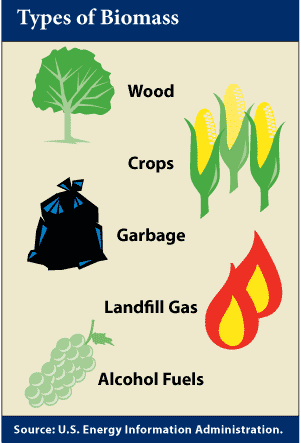 Types of Biomass
Wood
Crops
Garbage
Landfill Gas
Alcohol Fuels
Source: U.S. Energy Information Administration.